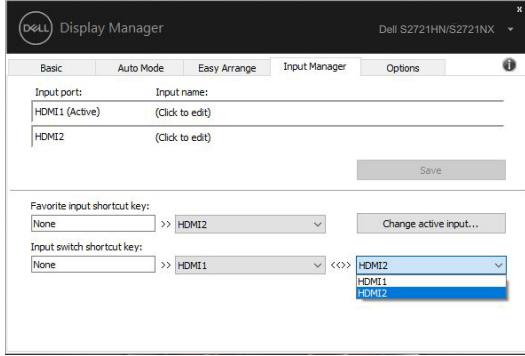 DELL Display Manager
Dell S2721HN/S2721NX
x
Basic Auto Mode Easy Arrange Input Manager Options
Input port: Input name:
HDMI1 (Active) (Click to edit)
HDMI2 (Click to edit)
Save
Favorite input shortcut key:
None >> HDMI2 Change active input...
Input switch shortcut key:
None >> HDMI1 <<>> HDMI2
HDMI1
HDMI2